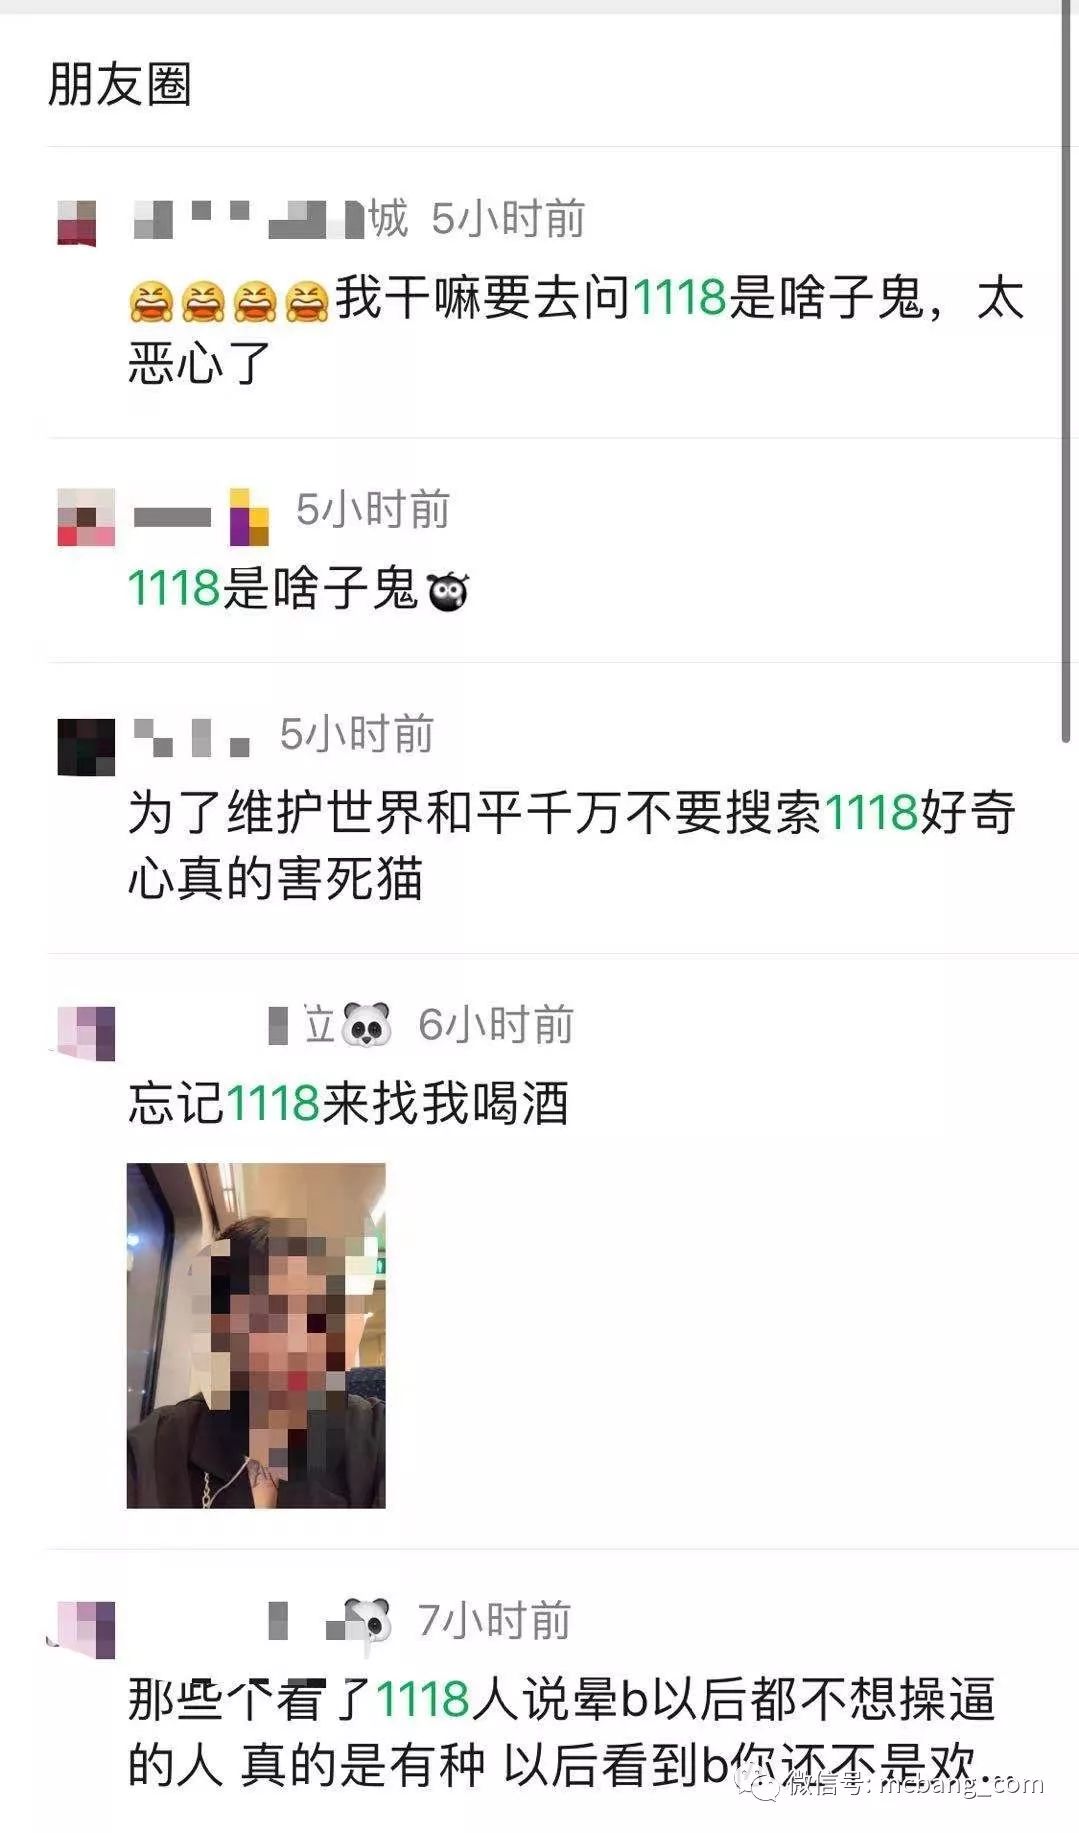 朋友圈
城 5小时前
😫😫😫😫我干嘛要去问1118是啥子鬼，太
恶心了
5小时前
1118是啥子鬼
5小时前
为了维护世界和平千万不要搜索1118好奇
心真的害死猫
🐼 6小时前
忘记1118来找我喝酒
🐼 7小时前
那些个看了1118人说晕b以后都不想操逼
的人 真的是有种 以后看到b你还不是欢...
微信号: mcbang_com